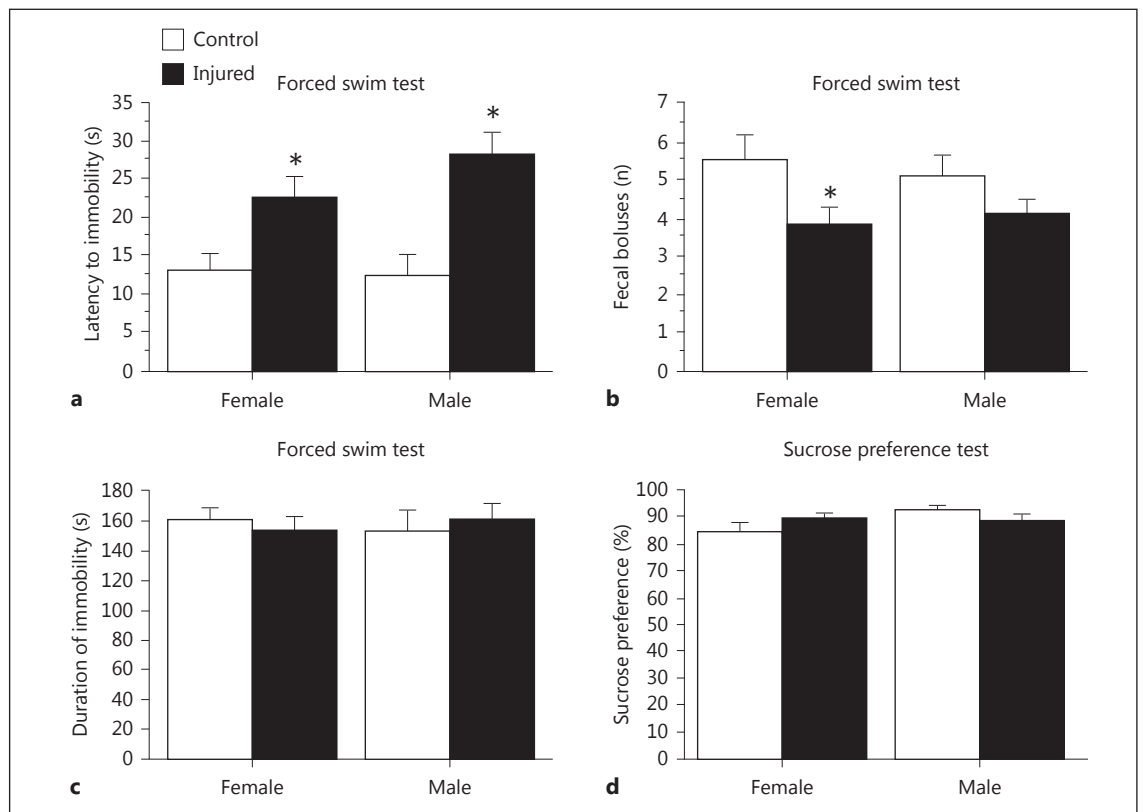 Control
Injured
Forced swim test
35
30
25
20
15
10
5
0
Latency to immobility (s)
*
*
Female
Male
a
Forced swim test
7
6
5
4
3
2
1
0
Fecal boluses (n)
*
Female
Male
b
Forced swim test
180
160
140
120
100
80
60
40
20
0
Duration of immobility (s)
Female
Male
c
Sucrose preference test
100
90
80
70
60
50
40
30
20
10
0
Sucrose preference (%)
Female
Male
d